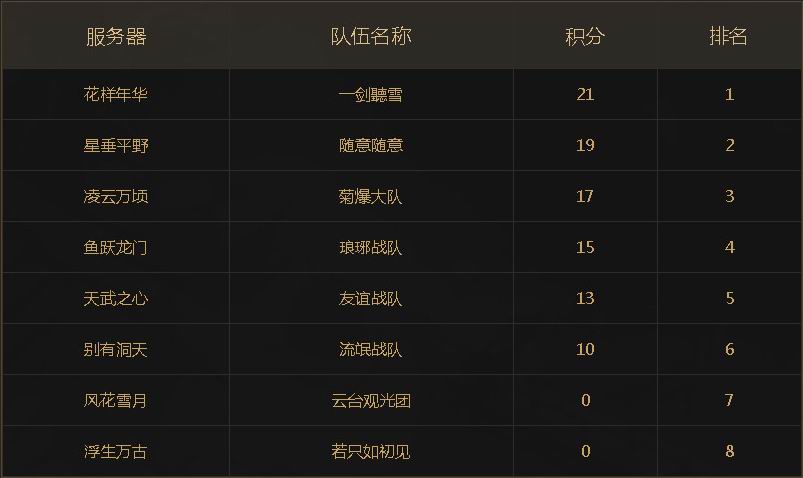 服务器 队伍名称 积分 排名
花样年华 一剑聽雪 21 1
星垂平野 随意随意 19 2
凌云万顷 菊爆大队 17 3
鱼跃龙门 琅琊战队 15 4
天武之心 友谊战队 13 5
别有洞天 流氓战队 10 6
风花雪月 云台观光团 0 7
浮生万古 若只如初见 0 8